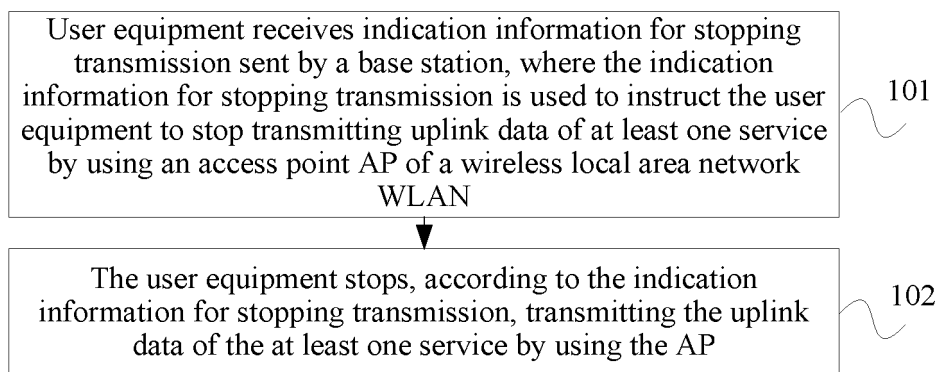 User equipment receives indication information for stopping
transmission sent by a base station, where the indication
information for stopping transmission is used to instruct the user
equipment to stop transmitting uplink data of at least one service
by using an access point AP of a wireless local area network
WLAN
101
The user equipment stops, according to the indication
information for stopping transmission, transmitting the uplink
data of the at least one service by using the AP
102